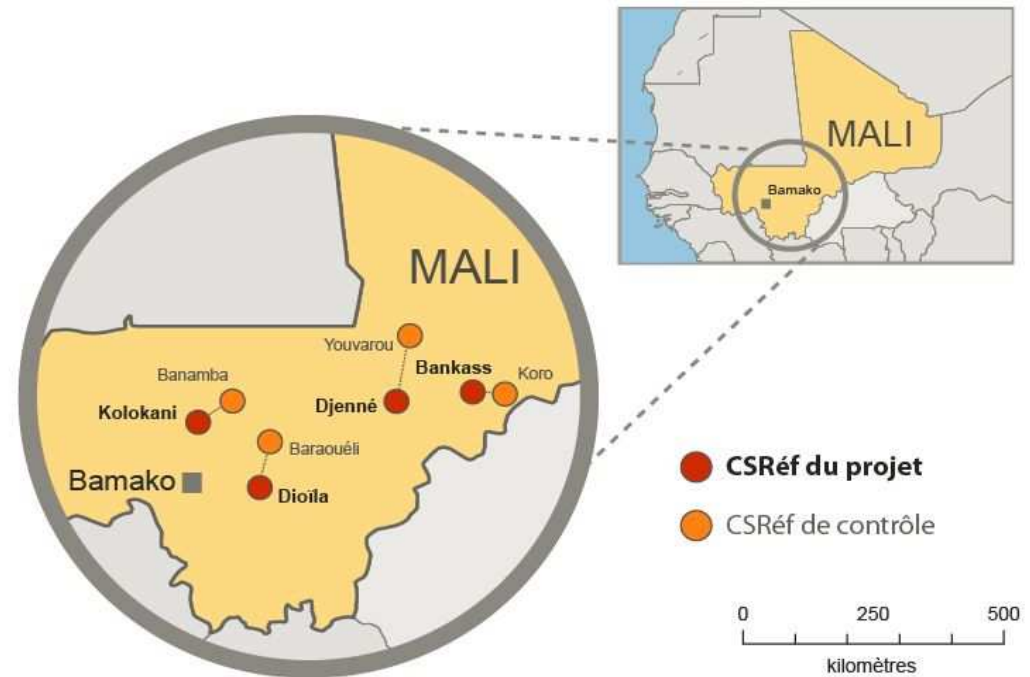 MALI
Bamako
MALI
Youvarou
Bankass
Koro
Banamba
Djenné
Kolokani
Baraouéli
Bamako
Dioïla
CSRéf du projet
CSRéf de contrôle
0 250 500
kilomètres